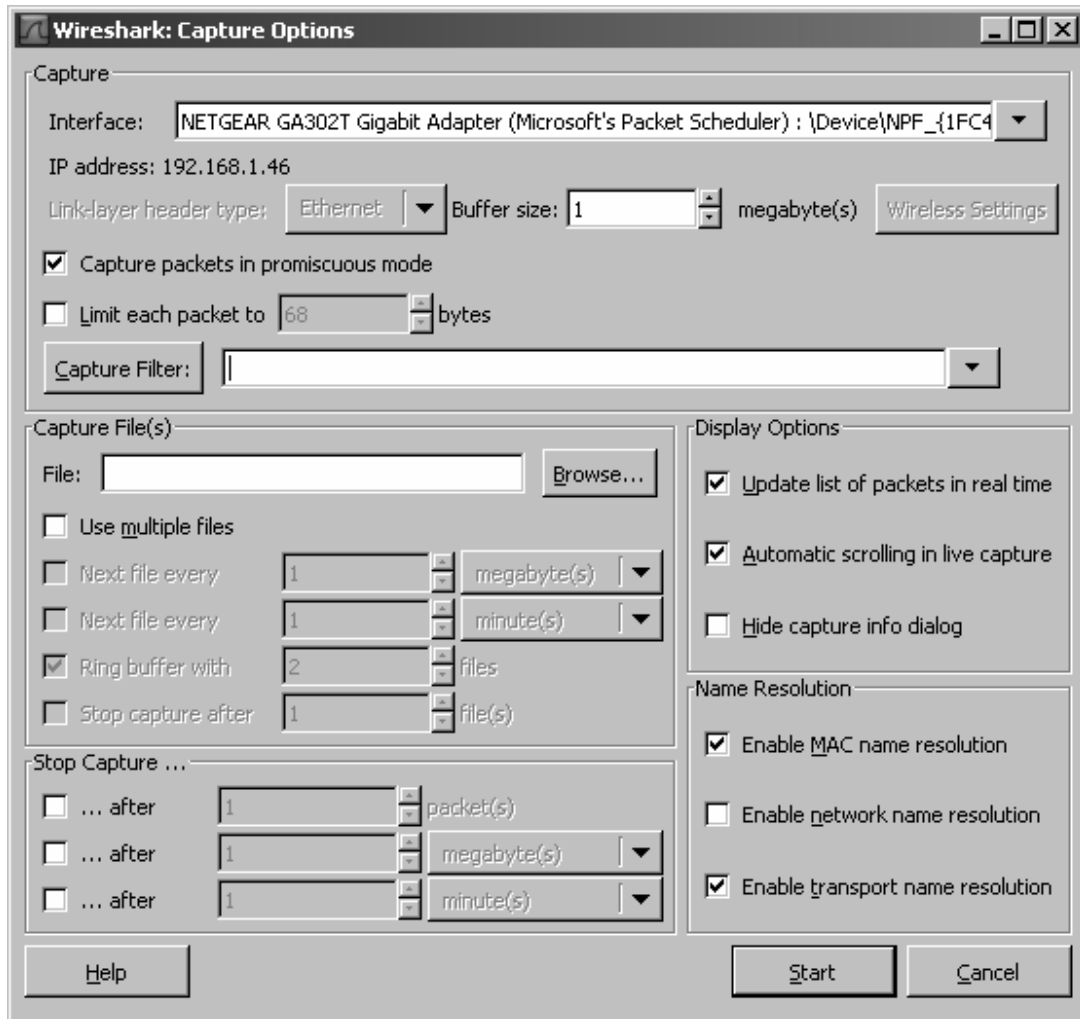 Wireshark: Capture Options
Capture
Interface: NETGEAR GA302T Gigabit Adapter (Microsoft's Packet Scheduler) : \Device\NPF_{1FC4
IP address: 192.168.1.46
Link-layer header type: Ethernet Buffer size: 1 megabyte(s) Wireless Settings
Capture packets in promiscuous mode
Limit each packet to 68 bytes
Capture Filter:
Capture File(s)
File: Browse...
Use multiple files
Next file every 1 megabyte(s)
Next file every 1 minute(s)
Ring buffer with 2 files
Stop capture after 1 file(s)
Stop Capture ...
... after 1 packet(s)
... after 1 megabyte(s)
... after 1 minute(s)
Display Options
Update list of packets in real time
Automatic scrolling in live capture
Hide capture info dialog
Name Resolution
Enable MAC name resolution
Enable network name resolution
Enable transport name resolution
Help Start Cancel